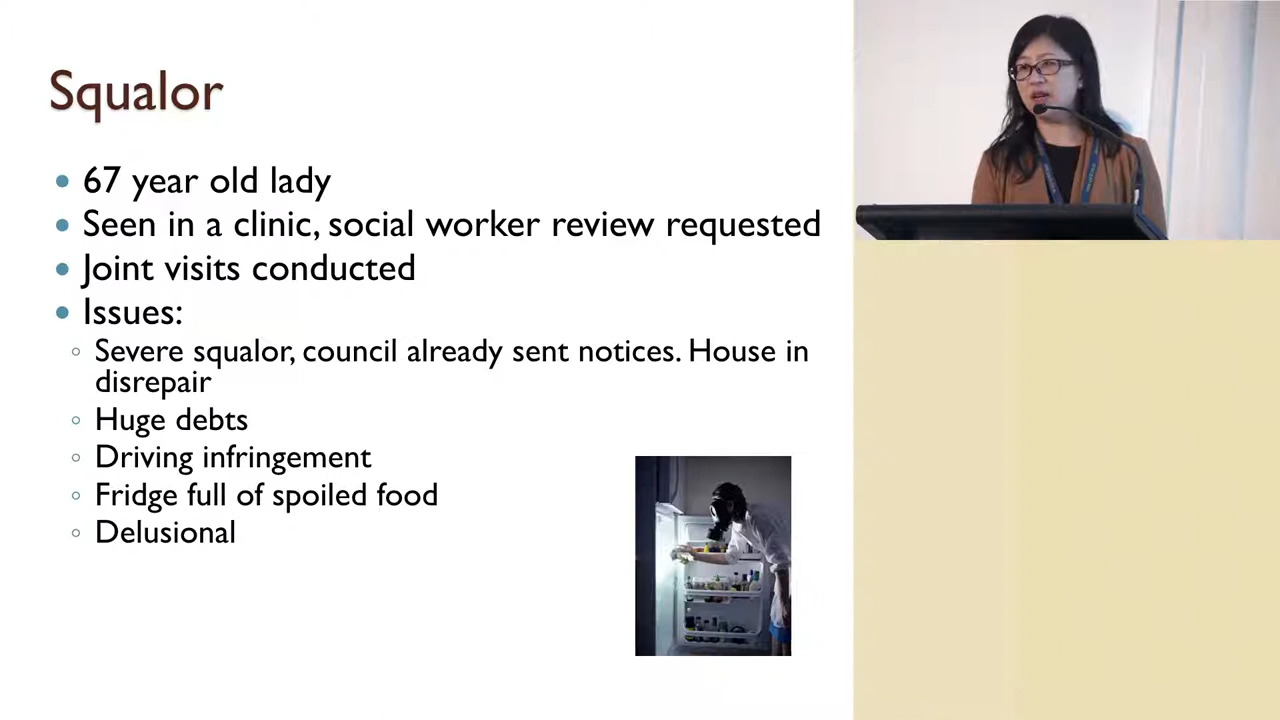 Squalor
67 year old lady
Seen in a clinic, social worker review requested
Joint visits conducted
Issues:
Severe squalor, council already sent notices. House in
disrepair
Huge debts
Driving infringement
Fridge full of spoiled food
Delusional